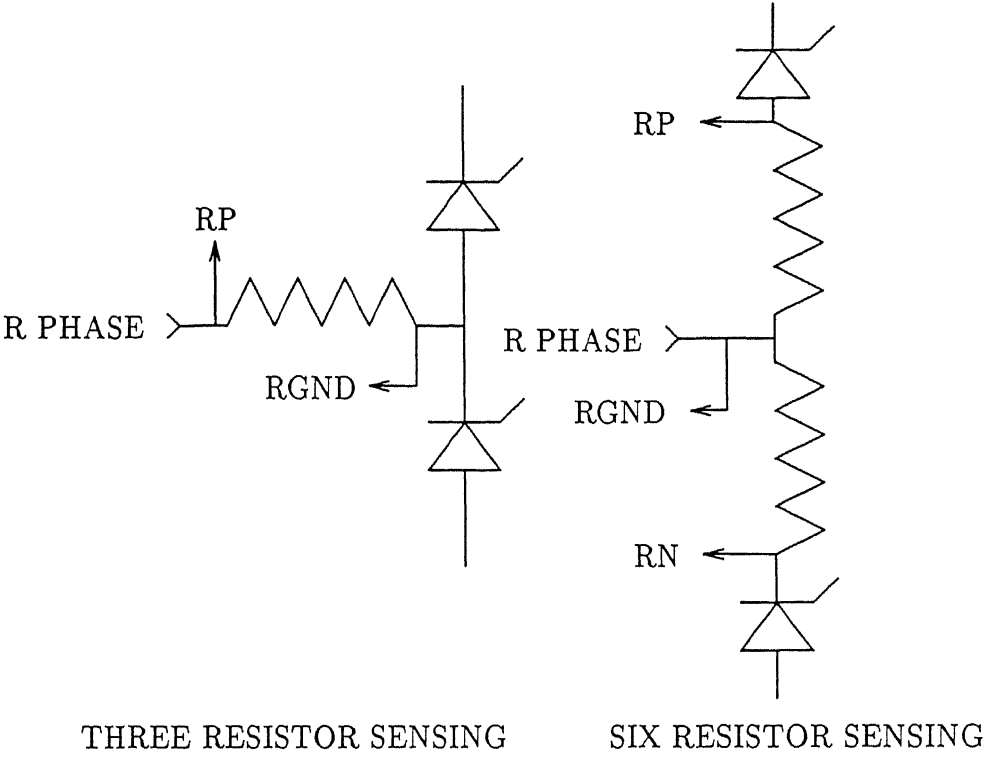 RP
R PHASE
RGND
THREE RESISTOR SENSING
RP
R PHASE
RGND
RN
SIX RESISTOR SENSING